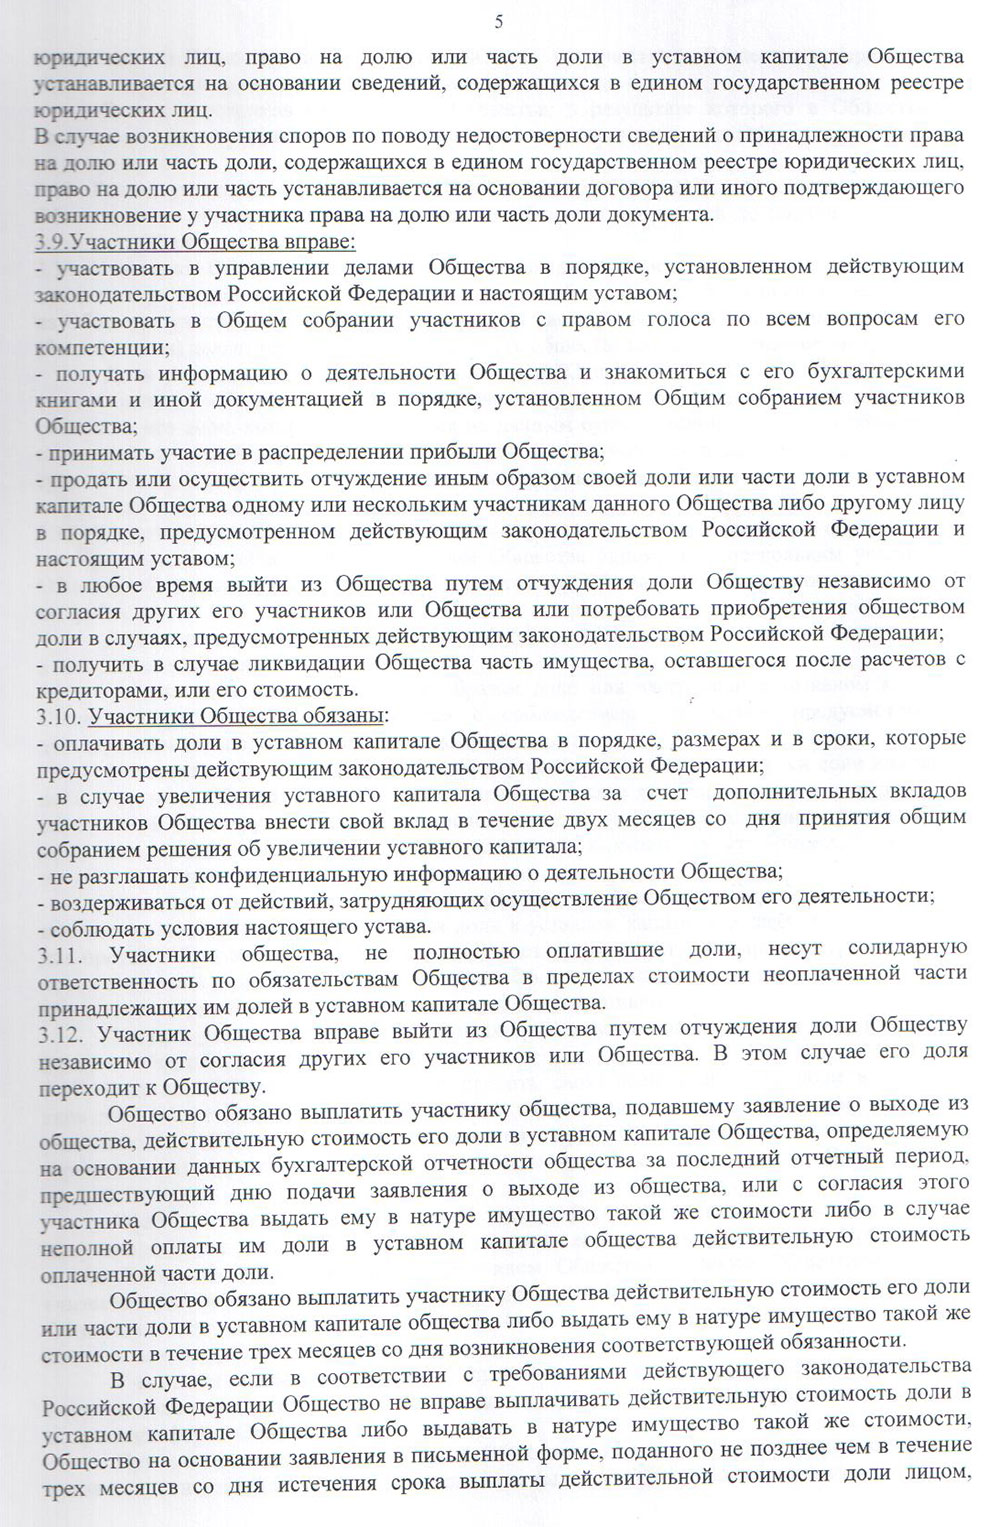 5
юридических лиц, право на долю или часть доли в уставном капитале Общества
устанавливается на основании сведений, содержащихся в едином государственном реестре
юридических лиц.
В случае возникновения споров по поводу недостоверности сведений о принадлежности права
на долю или часть доли, содержащихся в едином государственном реестре юридических лиц,
право на долю или часть устанавливается на основании договора или иного подтверждающего
возникновение у участника права на долю или часть доли документа.
3.9.Участники Общества вправе:
- участвовать в управлении делами Общества в порядке, установленном действующим
законодательством Российской Федерации и настоящим уставом;
- участвовать в Общем собрании участников с правом голоса по всем вопросам его
компетенции;
- получать информацию о деятельности Общества и знакомиться с его бухгалтерскими
книгами и иной документацией в порядке, установленном Общим собранием участников
Общества;
- принимать участие в распределении прибыли Общества;
- продать или осуществить отчуждение иным образом своей доли или части доли в уставном
капитале Общества одному или нескольким участникам данного Общества либо другому лицу
в порядке, предусмотренном действующим законодательством Российской Федерации и
настоящим уставом;
- в любое время выйти из Общества путем отчуждения доли Обществу независимо от
согласия других его участников или Общества или потребовать приобретения обществом
доли в случаях, предусмотренных действующим законодательством Российской Федерации;
- получить в случае ликвидации Общества часть имущества, оставшегося после расчетов с
кредиторами, или его стоимость.
3.10. Участники Общества обязаны:
- оплачивать доли в уставном капитале Общества в порядке, размерах и в сроки, которые
предусмотрены действующим законодательством Российской Федерации;
- в случае увеличения уставного капитала Общества за счет дополнительных вкладов
участников Общества внести свой вклад в течение двух месяцев со дня принятия общим
собранием решения об увеличении уставного капитала;
- не разглашать конфиденциальную информацию о деятельности Общества;
- воздерживаться от действий, затрудняющих осуществление Обществом его деятельности;
- соблюдать условия настоящего устава.
3.11. Участники общества, не полностью оплатившие доли, несут солидарную
ответственность по обязательствам Общества в пределах стоимости неоплаченной части
принадлежащих им долей в уставном капитале Общества.
3.12. Участник Общества вправе выйти из Общества путем отчуждения доли Обществу
независимо от согласия других его участников или Общества. В этом случае его доля
переходит к Обществу.
Общество обязано выплатить участнику общества, подавшему заявление о выходе из
общества, действительную стоимость его доли в уставном капитале Общества, определяемую
на основании данных бухгалтерской отчетности общества за последний отчетный период,
предшествующий дню подачи заявления о выходе из общества, или с согласия этого
участника Общества выдать ему в натуре имущество такой же стоимости либо в случае
неполной оплаты им доли в уставном капитале общества действительную стоимость
оплаченной части доли.
Общество обязано выплатить участнику Общества действительную стоимость его доли
или части доли в уставном капитале общества либо выдать ему в натуре имущество такой же
стоимости в течение трех месяцев со дня возникновения соответствующей обязанности.
В случае, если в соответствии с требованиями действующего законодательства
Российской Федерации Общество не вправе выплачивать действительную стоимость доли в
уставном капитале Общества либо выдавать в натуре имущество такой же стоимости,
Общество на основании заявления в письменной форме, поданного не позднее чем в течение
трех месяцев со дня истечения срока выплаты действительной стоимости доли лицом,